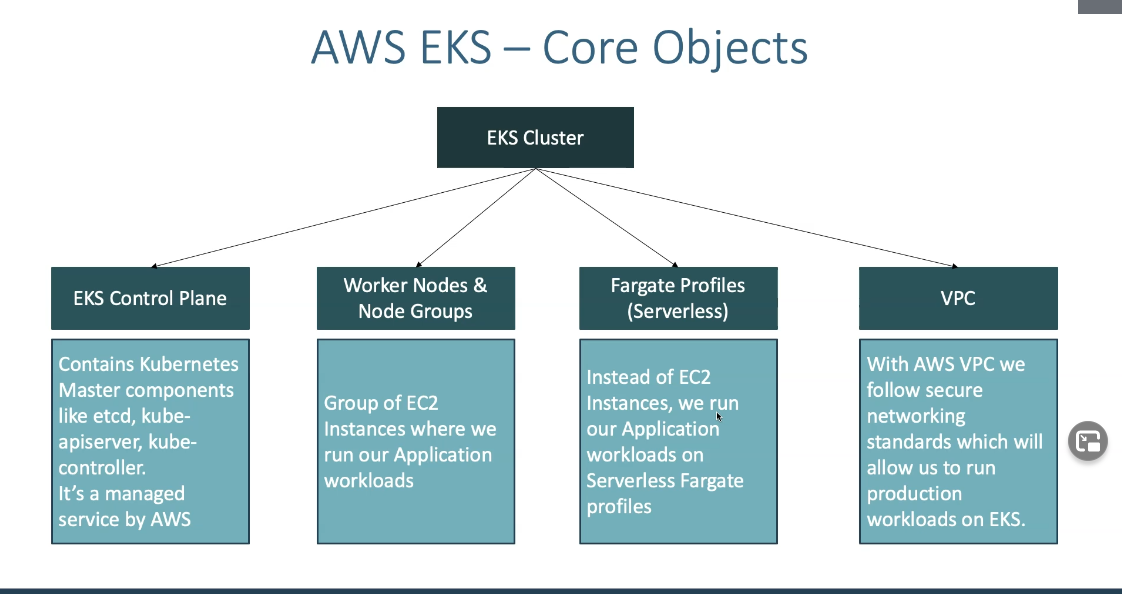 AWS EKS – Core Objects
EKS Cluster
EKS Control Plane
Contains Kubernetes
Master components
like etcd, kube-
apiserver, kube-
controller.
It's a managed
service by AWS
Worker Nodes &
Node Groups
Group of EC2
Instances where we
run our Application
workloads
Fargate Profiles
(Serverless)
Instead of EC2
Instances, we run
our Application
workloads on
Serverless Fargate
profiles
VPC
With AWS VPC we
follow secure
networking
standards which will
allow us to run
production
workloads on EKS.